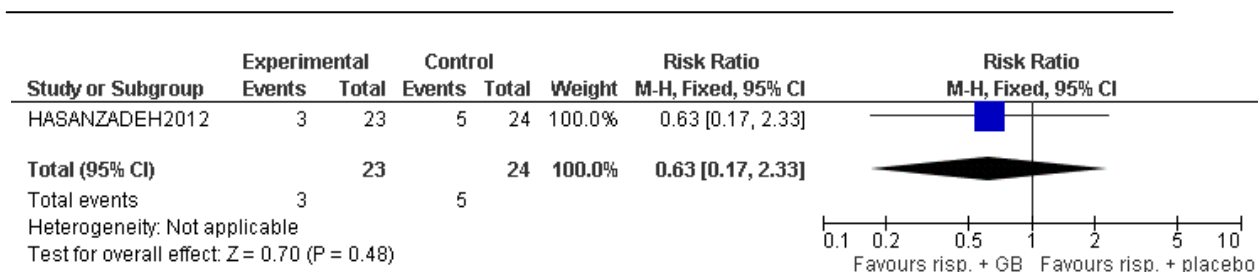 Experimental Control Risk Ratio Risk Ratio
Study or Subgroup Events Total Events Total Weight M-H, Fixed, 95% CI M-H, Fixed, 95% CI
HASANZADEH2012 3 23 5 24 100.0% 0.63 [0.17, 2.33]
Total (95% CI) 23 24 100.0% 0.63 [0.17, 2.33]
Total events 3 5
Heterogeneity: Not applicable
Test for overall effect: Z = 0.70 (P = 0.48)
0.1 0.2 0.5 1 2 5 10
Favours risp. + GB Favours risp. + placebo